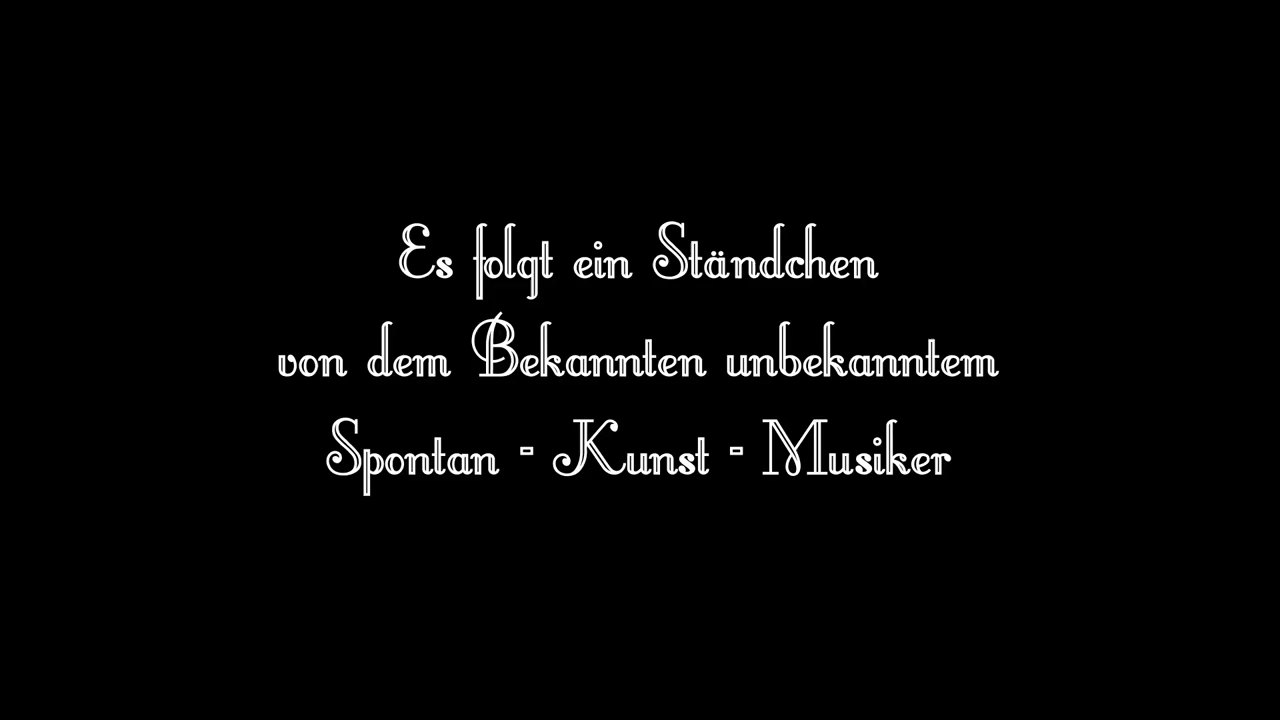 Es folgt ein Ständchen
von dem Bekannten unbekanntem
Spontan - Kunst - Musiker